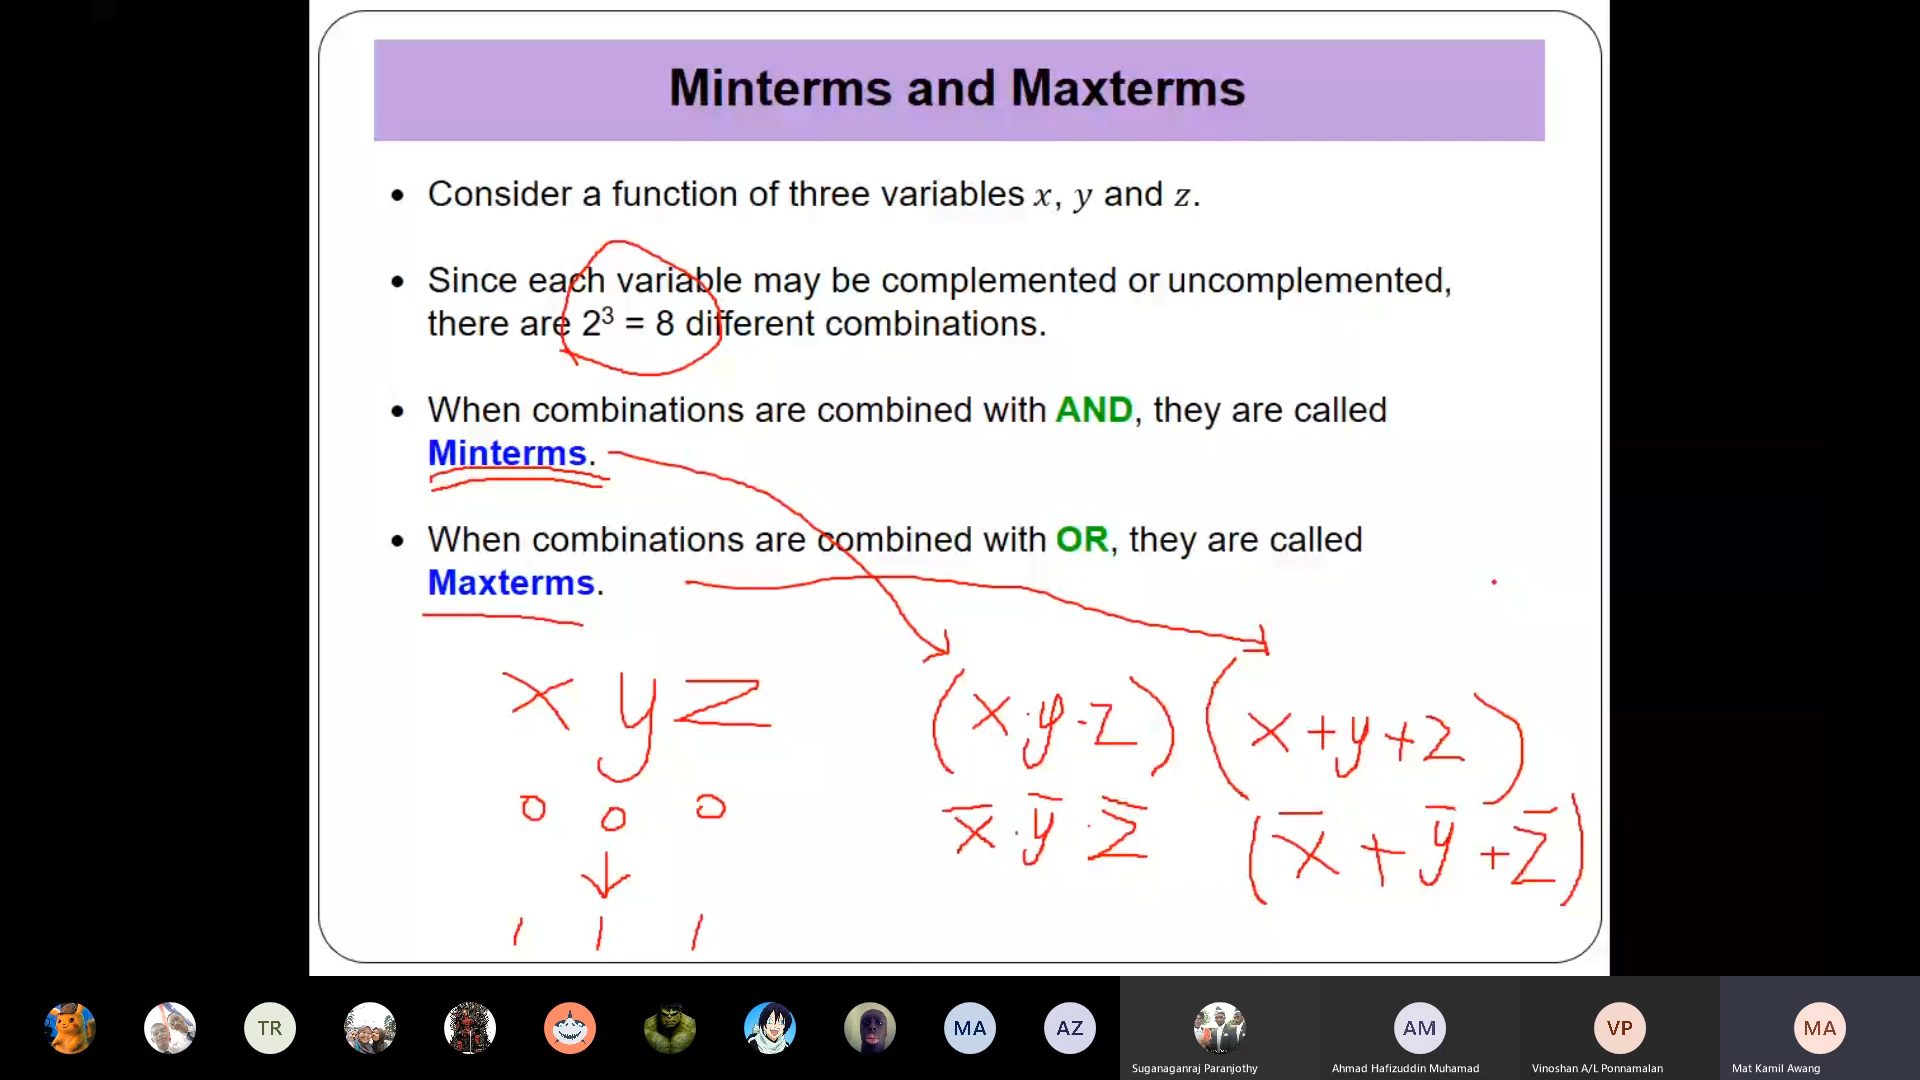 Minterms and Maxterms
• Consider a function of three variables x, y and z.
• Since each variable may be complemented or uncomplemented,
there are 2³ = 8 different combinations.
• When combinations are combined with AND, they are called
Minterms.
• When combinations are combined with OR, they are called
Maxterms.
x y z
0 0 0
1 1 1
(x·y·z)
x̅·y̅·z̅
(x+y+z)
(x̅+y̅+z̅)
TR
MA
AZ
AM
VP
MA
Suganaganraj Paranjothy
Ahmad Hafizuddin Muhamad
Vinoshan A/L Ponnamalan
Mat Kamil Awang